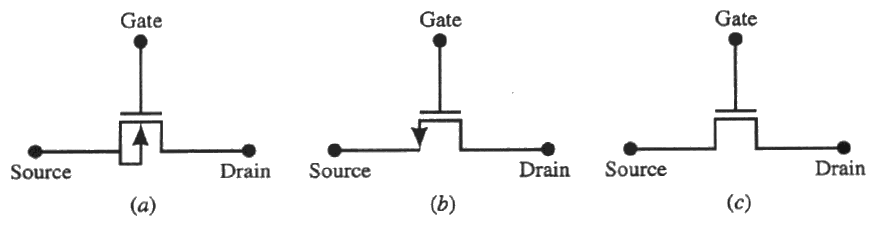 Gate Gate Gate
Source Drain Source Drain Source Drain
(a) (b) (c)